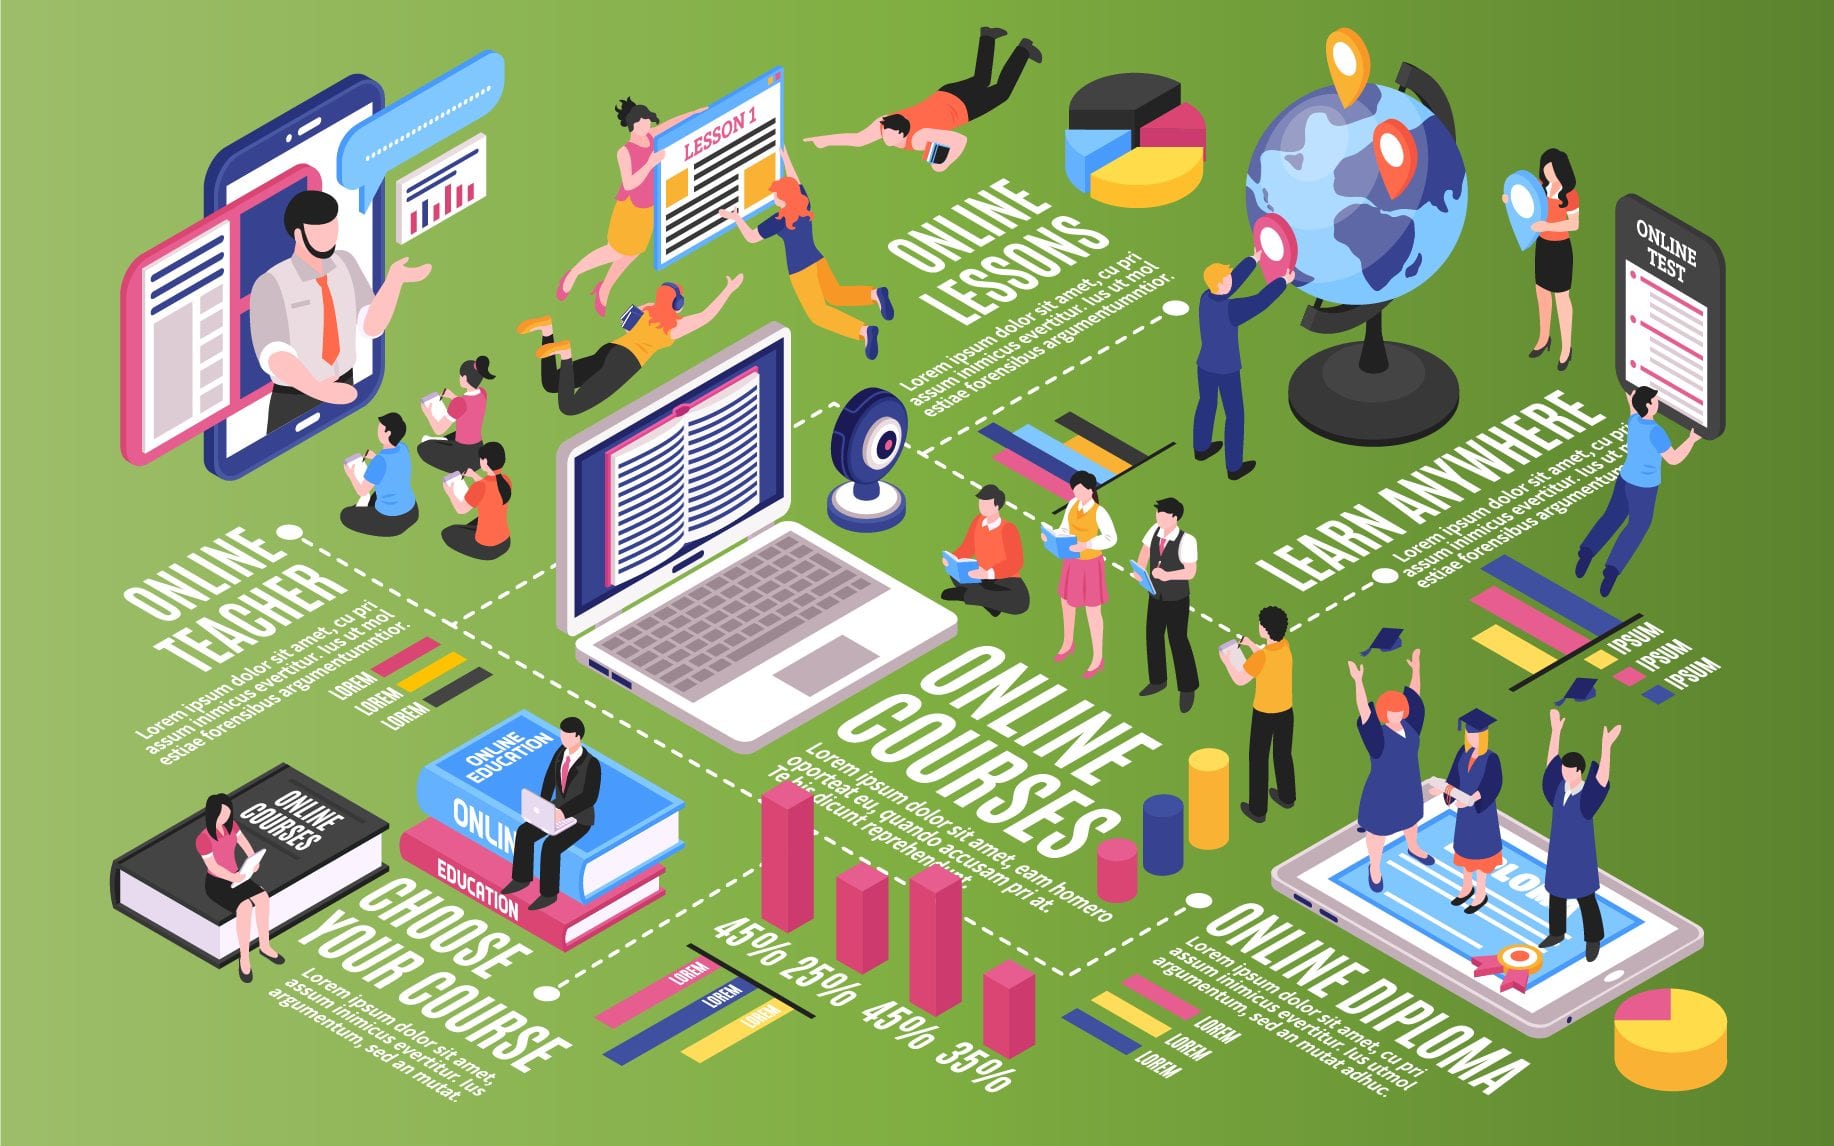 LESSON 1
ONLINE
LESSONS
Lorem ipsum dolor sit amet, cu pri
assum inimicus evertitur. Ius ut mol
estiae forensibus argumentumntior.
ONLINE
TEST
LEARN ANYWHERE
Lorem ipsum dolor sit amet, cu pri
assum inimicus evertitur. Ius ut
estiae forensibus argumentum
IPSUM
IPSUM
IPSUM
ONLINE
TEACHER
Lorem ipsum dolor sit amet, cu pri
assum inimicus evertitur. Ius ut mol
estiae forensibus argumentumntior.
LOREM
LOREM
LOREM
ONLINE
COURSES
Lorem ipsum dolor sit amet, eam homero
oporteat eu, quando accusam pri at.
Te his dicunt reprehendunt.
ONLINE
EDUCATION
ONLIN
EDUCATION
ONLINE
COURSES
CHOOSE
YOUR COURSE
Lorem ipsum dolor sit amet,
assum inimicus evertitur. Ius
argumentum, sed an mutat.
LOREM
LOREM
LOREM
45%
25%
45%
35%
LOREM
LOREM
LOREM
ONLINE DIPLOMA
Lorem ipsum dolor sit amet, cu pri
assum inimicus evertitur. Ius utmol
argumentum, sed an mutat adhuc.